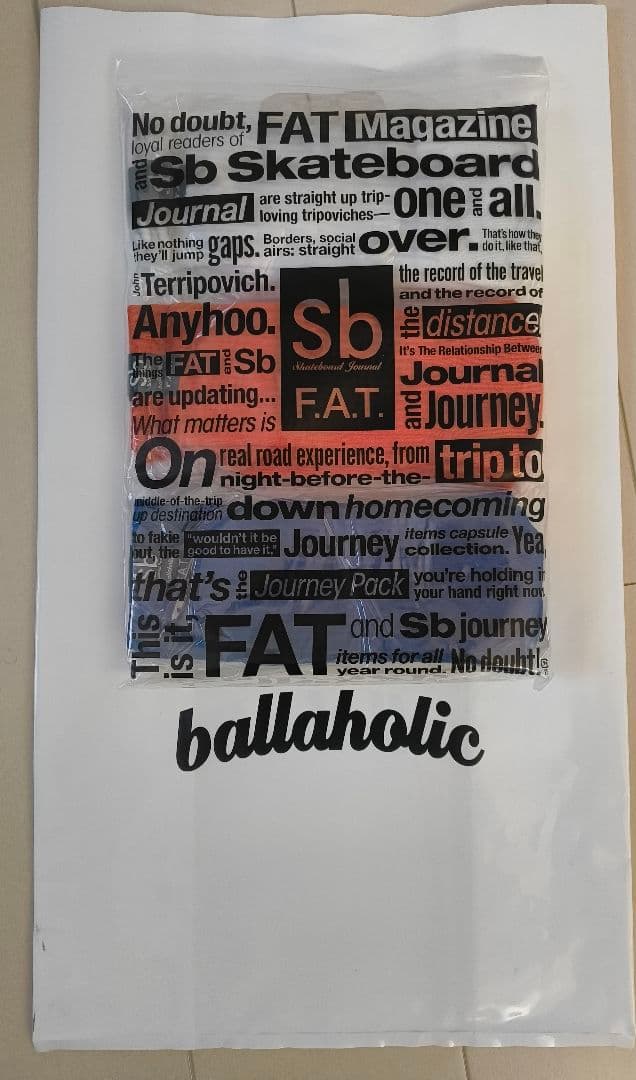 No doubt, FAT Magazine
loyal readers of
and Sb Skateboard
Journal are straight up trip- one and all.
loving tripoviches—
Like nothing gaps. Borders, social over. That's how they
they'll jump airs: straight do it, like that
John Terripovich. the record of the travel
and the record of
Anyhoo. the distance
Sb
Skateboard Journal
F.A.T.
The things FAT and Sb It's The Relationship Between
are updating... Journal
What matters is and Journey.
On real road experience, from trip to
night-before-the-
middle-of-the-trip down homecoming
up destination
to fakie "wouldn't it be Journey items capsule Yea
but, the good to have it," collection.
that's the Journey Pack you're holding in
your hand right now
This is it, FAT and Sb journey
items for all No doubt!
year round.
ballaholic